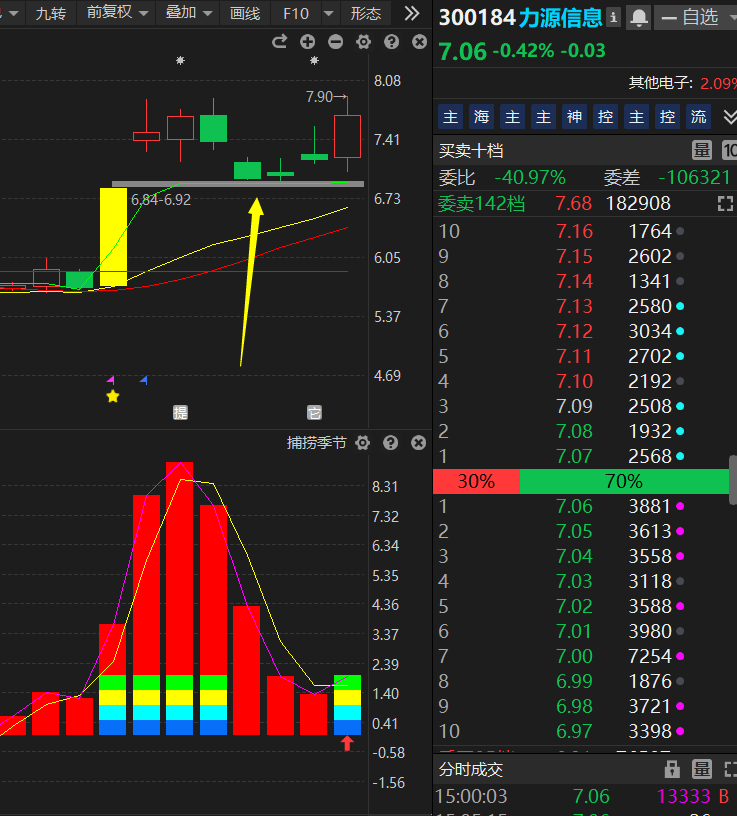 九转 前复权 叠加 画线 F10 形态
7.90→
8.08
7.41
6.84-6.92
6.73
6.05
5.37
4.69
提 它
捕捞季节
8.31
7.32
6.34
5.35
4.36
3.37
2.39
1.40
0.41
-0.58
-1.56
300184 力源信息 自选
7.06 -0.42% -0.03
其他电子: 2.09%
主 海 主 主 神 控 主 控 流
买卖十档 量 10
委比 -40.97% 委差 -106321
委卖142档 7.68 182908
10 7.16 1764
9 7.15 2602
8 7.14 1341
7 7.13 2580
6 7.12 3034
5 7.11 2702
4 7.10 2192
3 7.09 2508
2 7.08 1932
1 7.07 2568
30% 70%
1 7.06 3881
2 7.05 3613
3 7.04 3558
4 7.03 3118
5 7.02 3588
6 7.01 3980
7 7.00 7254
8 6.99 1876
9 6.98 3721
10 6.97 3398
分时成交 量
15:00:03 7.06 13333 B